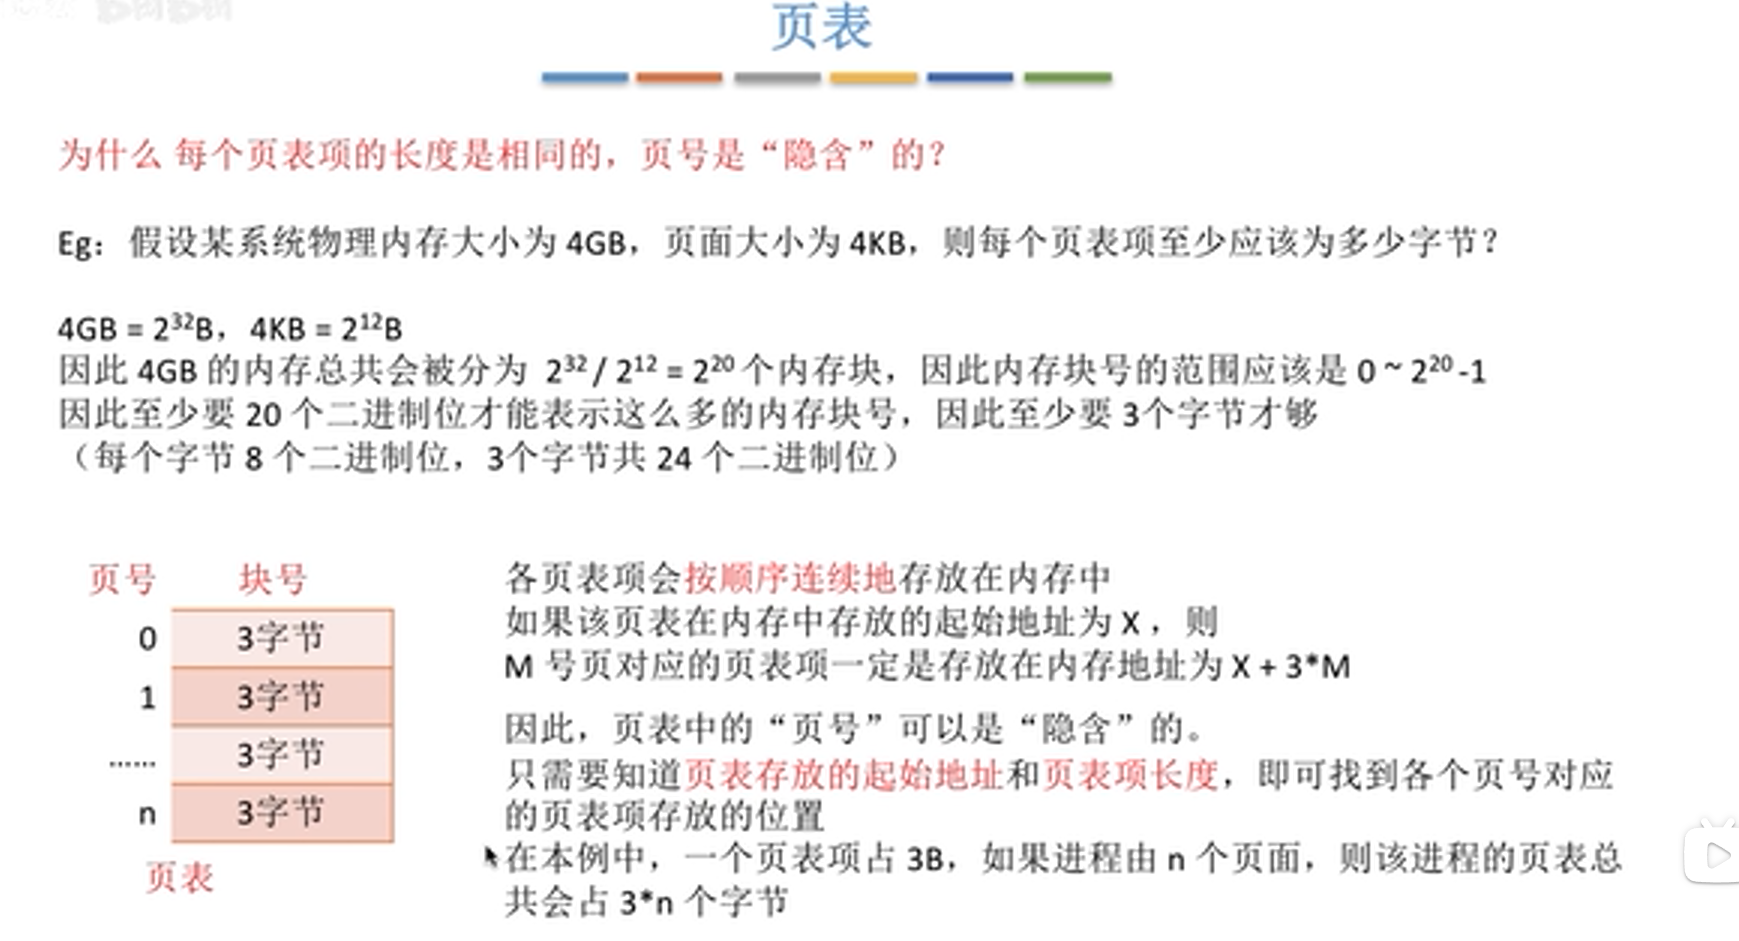 页表
为什么 每个页表项的长度是相同的，页号是“隐含”的？
Eg：假设某系统物理内存大小为 4GB，页面大小为 4KB，则每个页表项至少应该为多少字节？
4GB = 2³²B，4KB = 2¹²B
因此 4GB 的内存总共会被分为 2³² / 2¹² = 2²⁰ 个内存块，因此内存块号的范围应该是 0 ~ 2²⁰ -1
因此至少要 20 个二进制位才能表示这么多的内存块号，因此至少要 3个字节才够
（每个字节 8 个二进制位，3个字节共 24 个二进制位）
页号 块号
0 3字节
1 3字节
...... 3字节
n 3字节
页表
各页表项会按顺序连续地存放在内存中
如果该页表在内存中存放的起始地址为 X ，则
M 号页对应的页表项一定是存放在内存地址为 X + 3*M
因此，页表中的“页号”可以是“隐含”的。
只需要知道页表存放的起始地址和页表项长度，即可找到各个页号对应
的页表项存放的位置
在本例中，一个页表项占 3B，如果进程由 n 个页面，则该进程的页表总
共会占 3*n 个字节